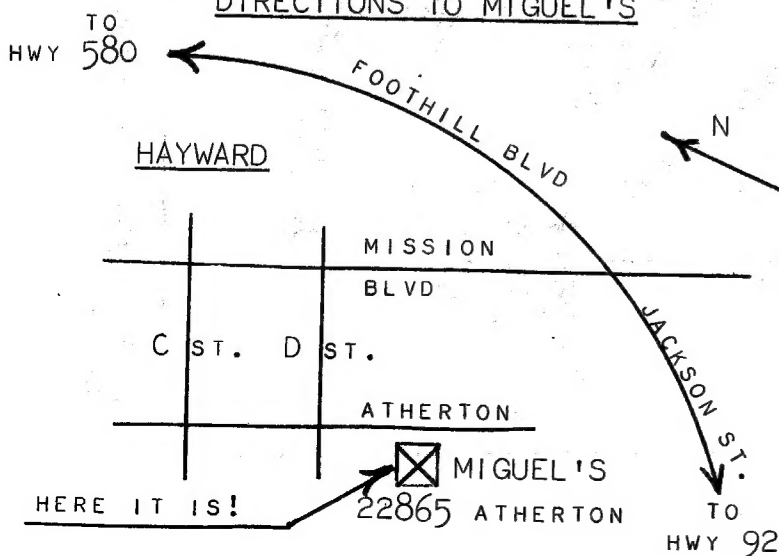 DIRECTIONS TO MIGUEL'S
TO
HWY 580
FOOTHILL BLVD
N
HAYWARD
MISSION
BLVD
C ST. D ST.
JACKSON ST.
ATHERTON
MIGUEL'S
HERE IT IS!
22865 ATHERTON
TO
HWY 92